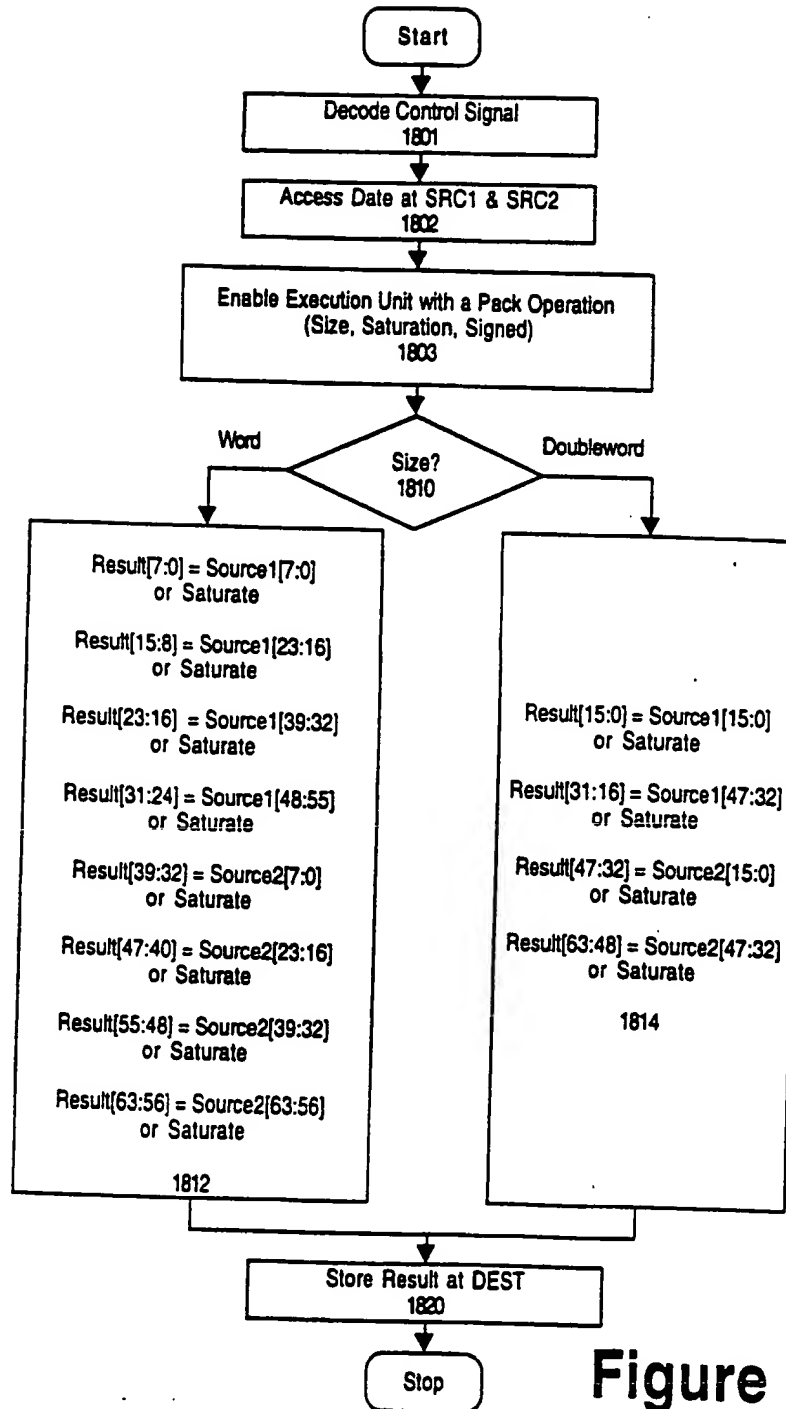 Start
Decode Control Signal
1801
Access Date at SRC1 & SRC2
1802
Enable Execution Unit with a Pack Operation
(Size, Saturation, Signed)
1803
Word
Doubleword
Size?
1810
Result[7:0] = Source1[7:0]
or Saturate
Result[15:8] = Source1[23:16]
or Saturate
Result[23:16] = Source1[39:32]
or Saturate
Result[31:24] = Source1[48:55]
or Saturate
Result[39:32] = Source2[7:0]
or Saturate
Result[47:40] = Source2[23:16]
or Saturate
Result[55:48] = Source2[39:32]
or Saturate
Result[63:56] = Source2[63:56]
or Saturate
1812
Result[15:0] = Source1[15:0]
or Saturate
Result[31:16] = Source1[47:32]
or Saturate
Result[47:32] = Source2[15:0]
or Saturate
Result[63:48] = Source2[47:32]
or Saturate
1814
Store Result at DEST
1820
Stop
Figure